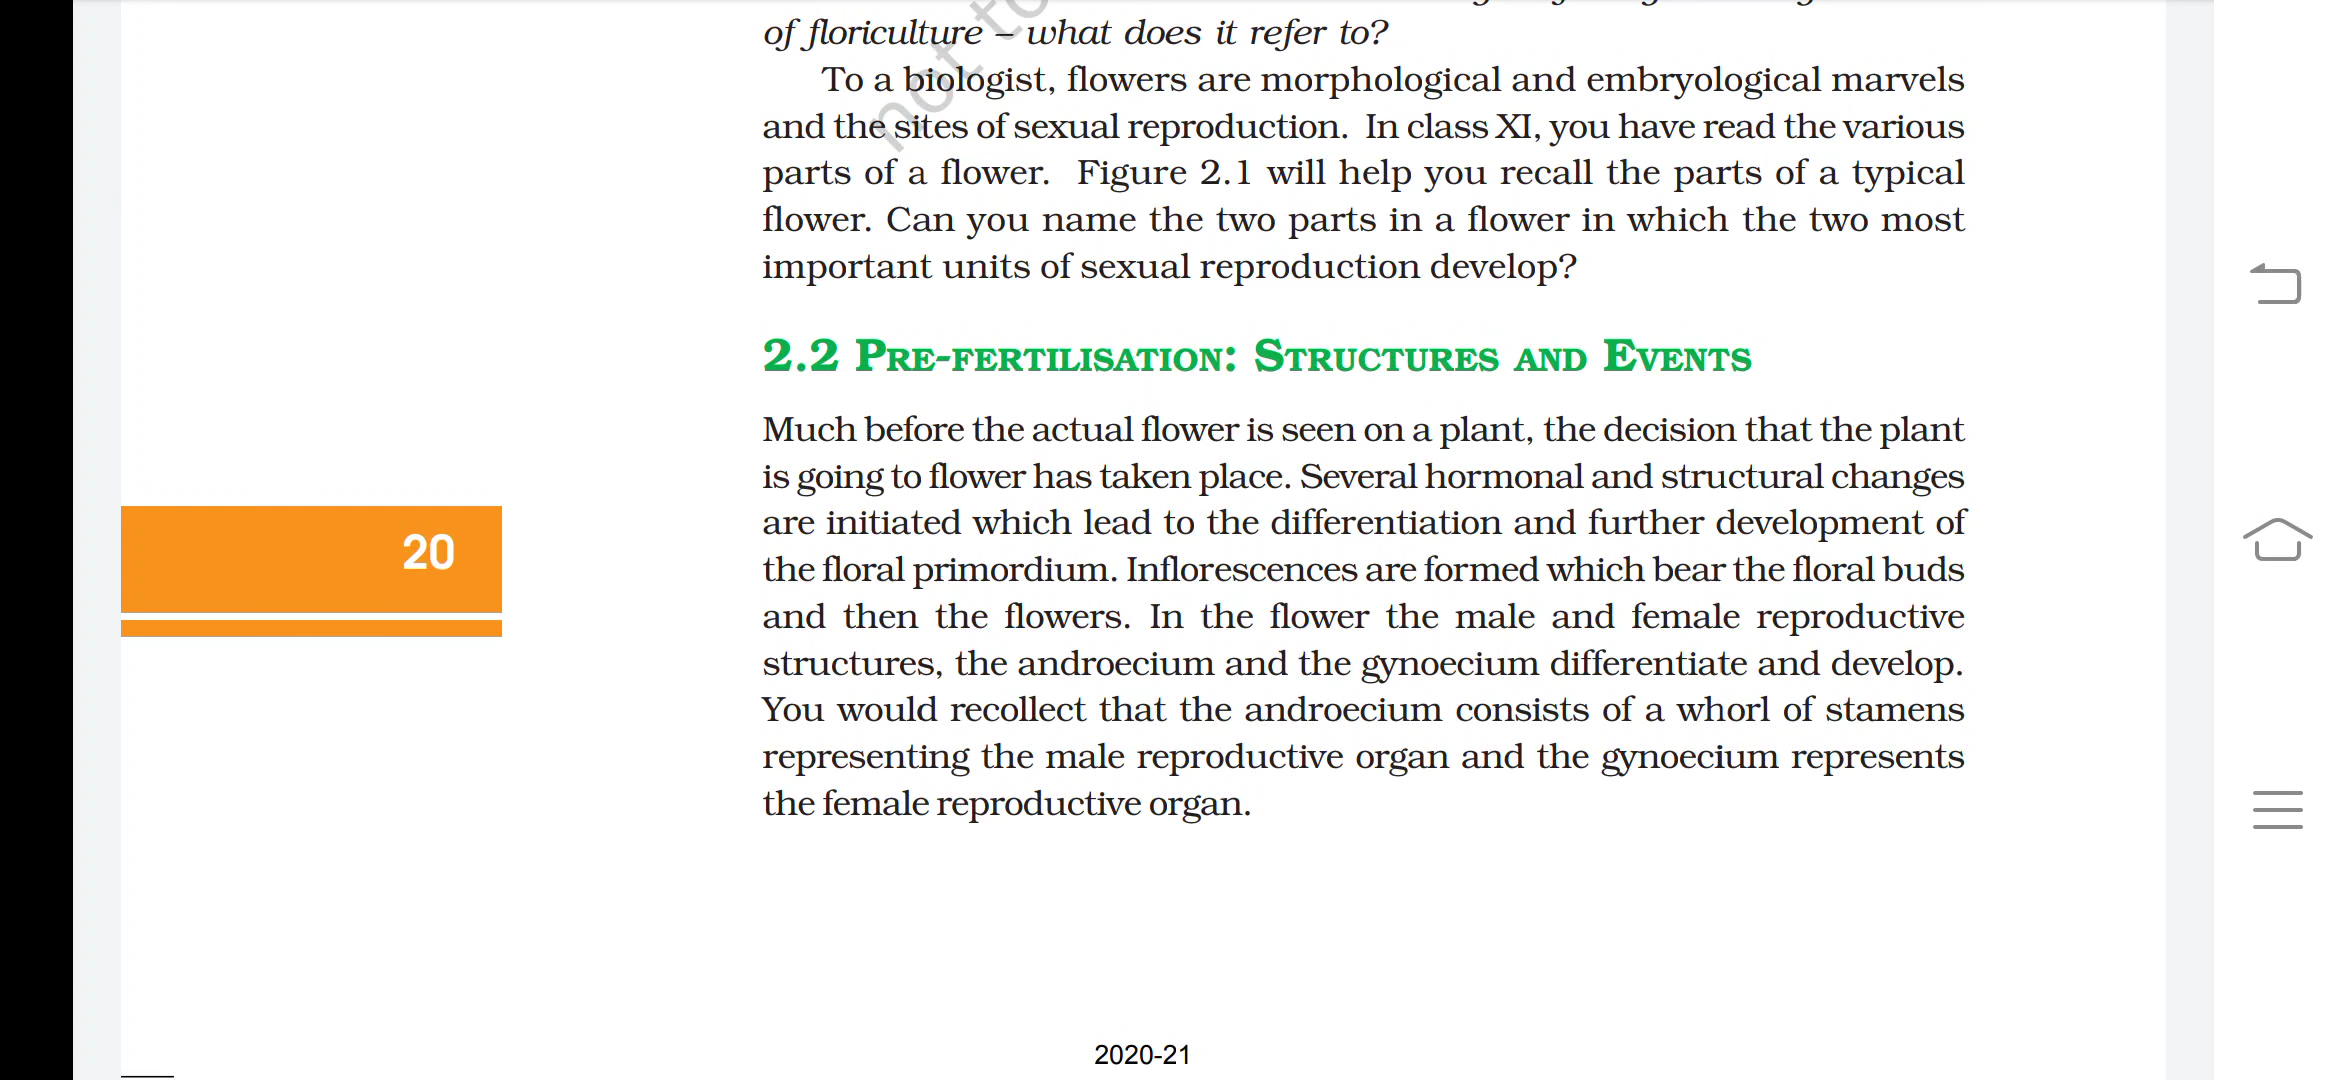 of floriculture – what does it refer to?
To a biologist, flowers are morphological and embryological marvels
and the sites of sexual reproduction. In class XI, you have read the various
parts of a flower. Figure 2.1 will help you recall the parts of a typical
flower. Can you name the two parts in a flower in which the two most
important units of sexual reproduction develop?
2.2 PRE-FERTILISATION: STRUCTURES AND EVENTS
Much before the actual flower is seen on a plant, the decision that the plant
is going to flower has taken place. Several hormonal and structural changes
are initiated which lead to the differentiation and further development of
the floral primordium. Inflorescences are formed which bear the floral buds
and then the flowers. In the flower the male and female reproductive
structures, the androecium and the gynoecium differentiate and develop.
You would recollect that the androecium consists of a whorl of stamens
representing the male reproductive organ and the gynoecium represents
the female reproductive organ.
20
not to
2020-21